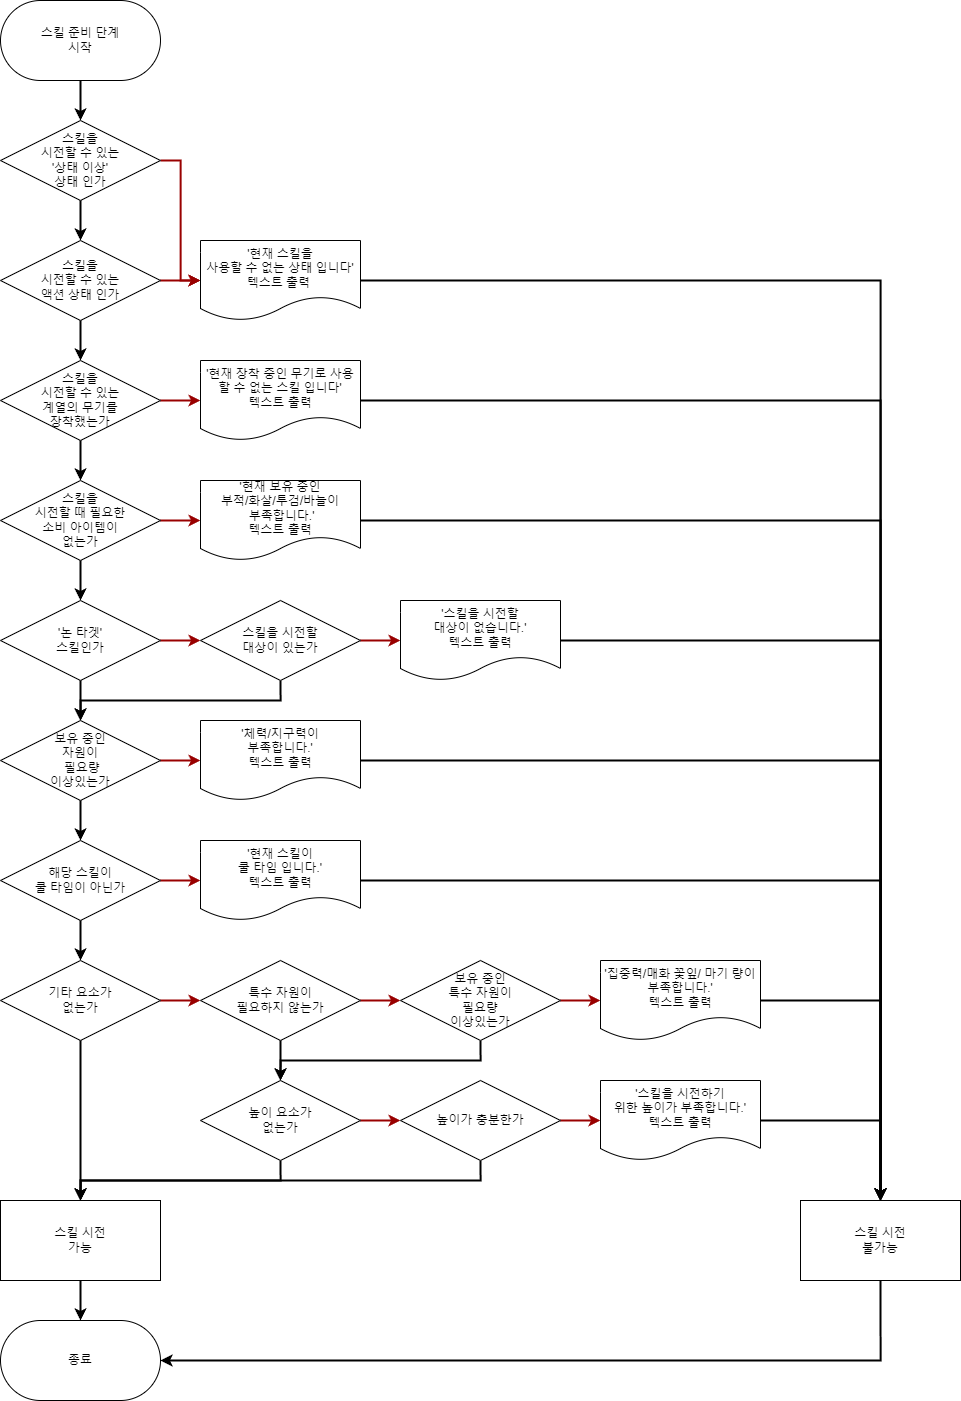 스킬 준비 단계
시작
스킬을
시전할 수 있는
'상태 이상'
상태 인가
스킬을
시전할 수 있는
액션 상태 인가
'현재 스킬을
사용할 수 없는 상태 입니다'
텍스트 출력
스킬을
시전할 수 있는
계열의 무기를
장착했는가
'현재 장착 중인 무기로 사용
할 수 없는 스킬 입니다'
텍스트 출력
스킬을
시전할 때 필요한
소비 아이템이
없는가
'현재 보유 중인
부적/화살/투검/바늘이
부족합니다.'
텍스트 출력
'논 타겟'
스킬인가
스킬을 시전할
대상이 있는가
'스킬을 시전할
대상이 없습니다.'
텍스트 출력
보유 중인
자원이
필요량
이상있는가
'체력/지구력이
부족합니다.'
텍스트 출력
해당 스킬이
쿨 타임이 아닌가
'현재 스킬이
쿨 타임 입니다.'
텍스트 출력
기타 요소가
없는가
특수 자원이
필요하지 않는가
보유 중인
특수 자원이
필요량
이상있는가
'집중력/매화 꽃잎/ 마기 량이
부족합니다.'
텍스트 출력
높이 요소가
없는가
높이가 충분한가
'스킬을 시전하기
위한 높이가 부족합니다.'
텍스트 출력
스킬 시전
가능
스킬 시전
불가능
종료